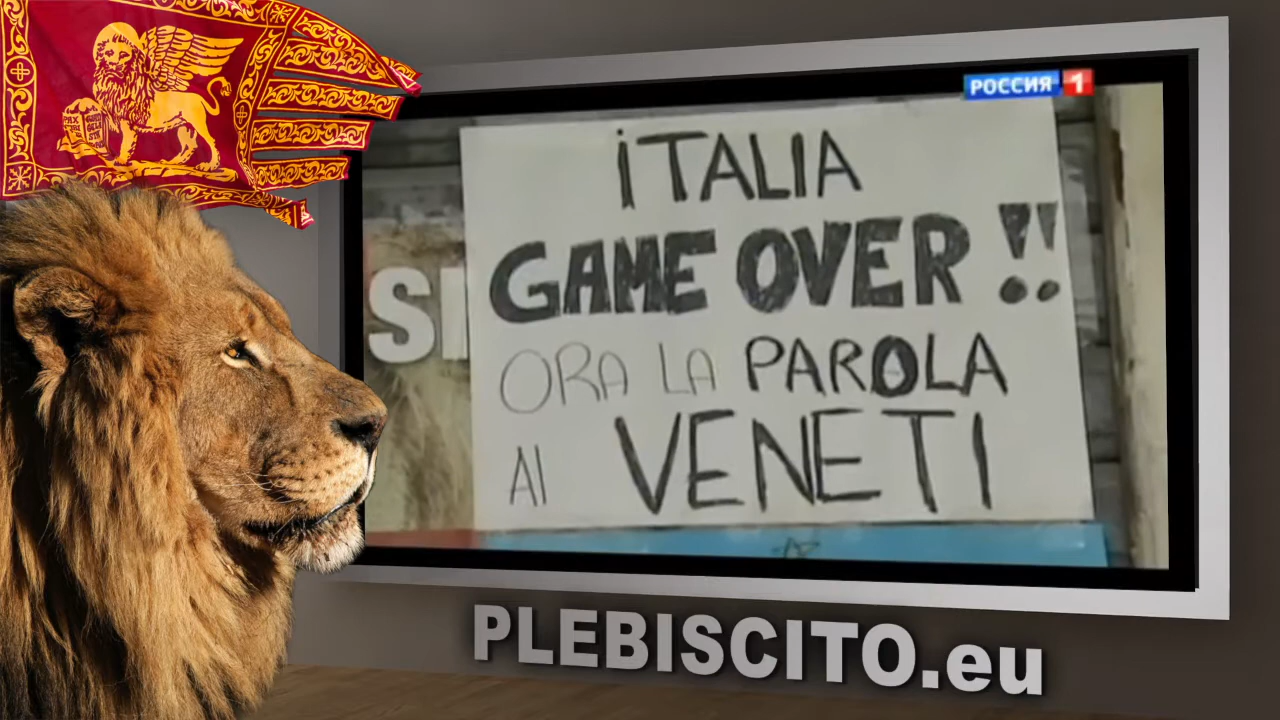 РОССИЯ 1
iTALIA
GAME OVER !!
ORA LA PAROLA
AI VENETI
SI
PLEBISCITO.eu